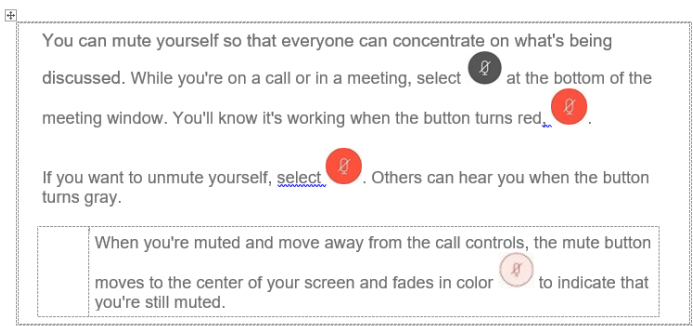 You can mute yourself so that everyone can concentrate on what's being
discussed. While you're on a call or in a meeting, select at the bottom of the
meeting window. You'll know it's working when the button turns red, .
If you want to unmute yourself, select . Others can hear you when the button
turns gray.
When you're muted and move away from the call controls, the mute button
moves to the center of your screen and fades in color to indicate that
you're still muted.